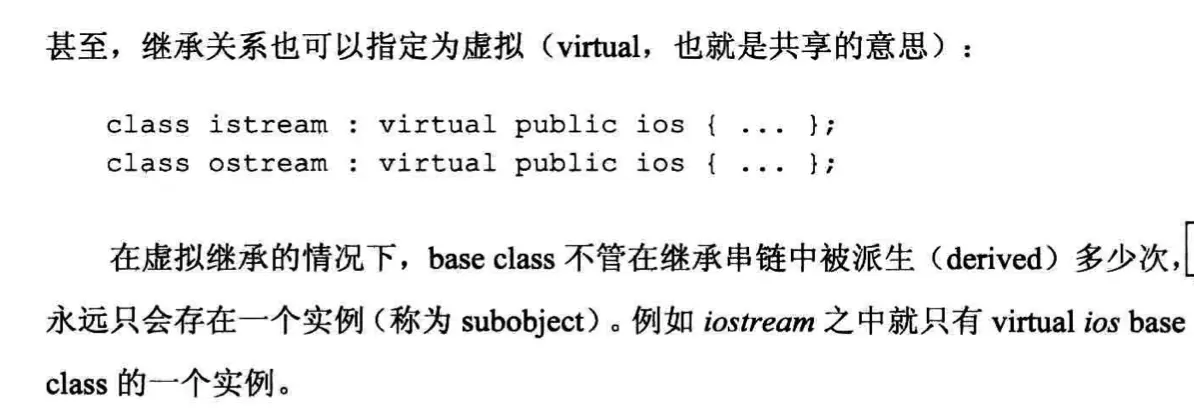 甚至，继承关系也可以指定为虚拟（virtual，也就是共享的意思）：
class istream : virtual public ios { ... };
class ostream : virtual public ios { ... };
在虚拟继承的情况下，base class 不管在继承串链中被派生（derived）多少次，
永远只会存在一个实例（称为 subobject）。例如 iostream 之中就只有 virtual ios base
class 的一个实例。